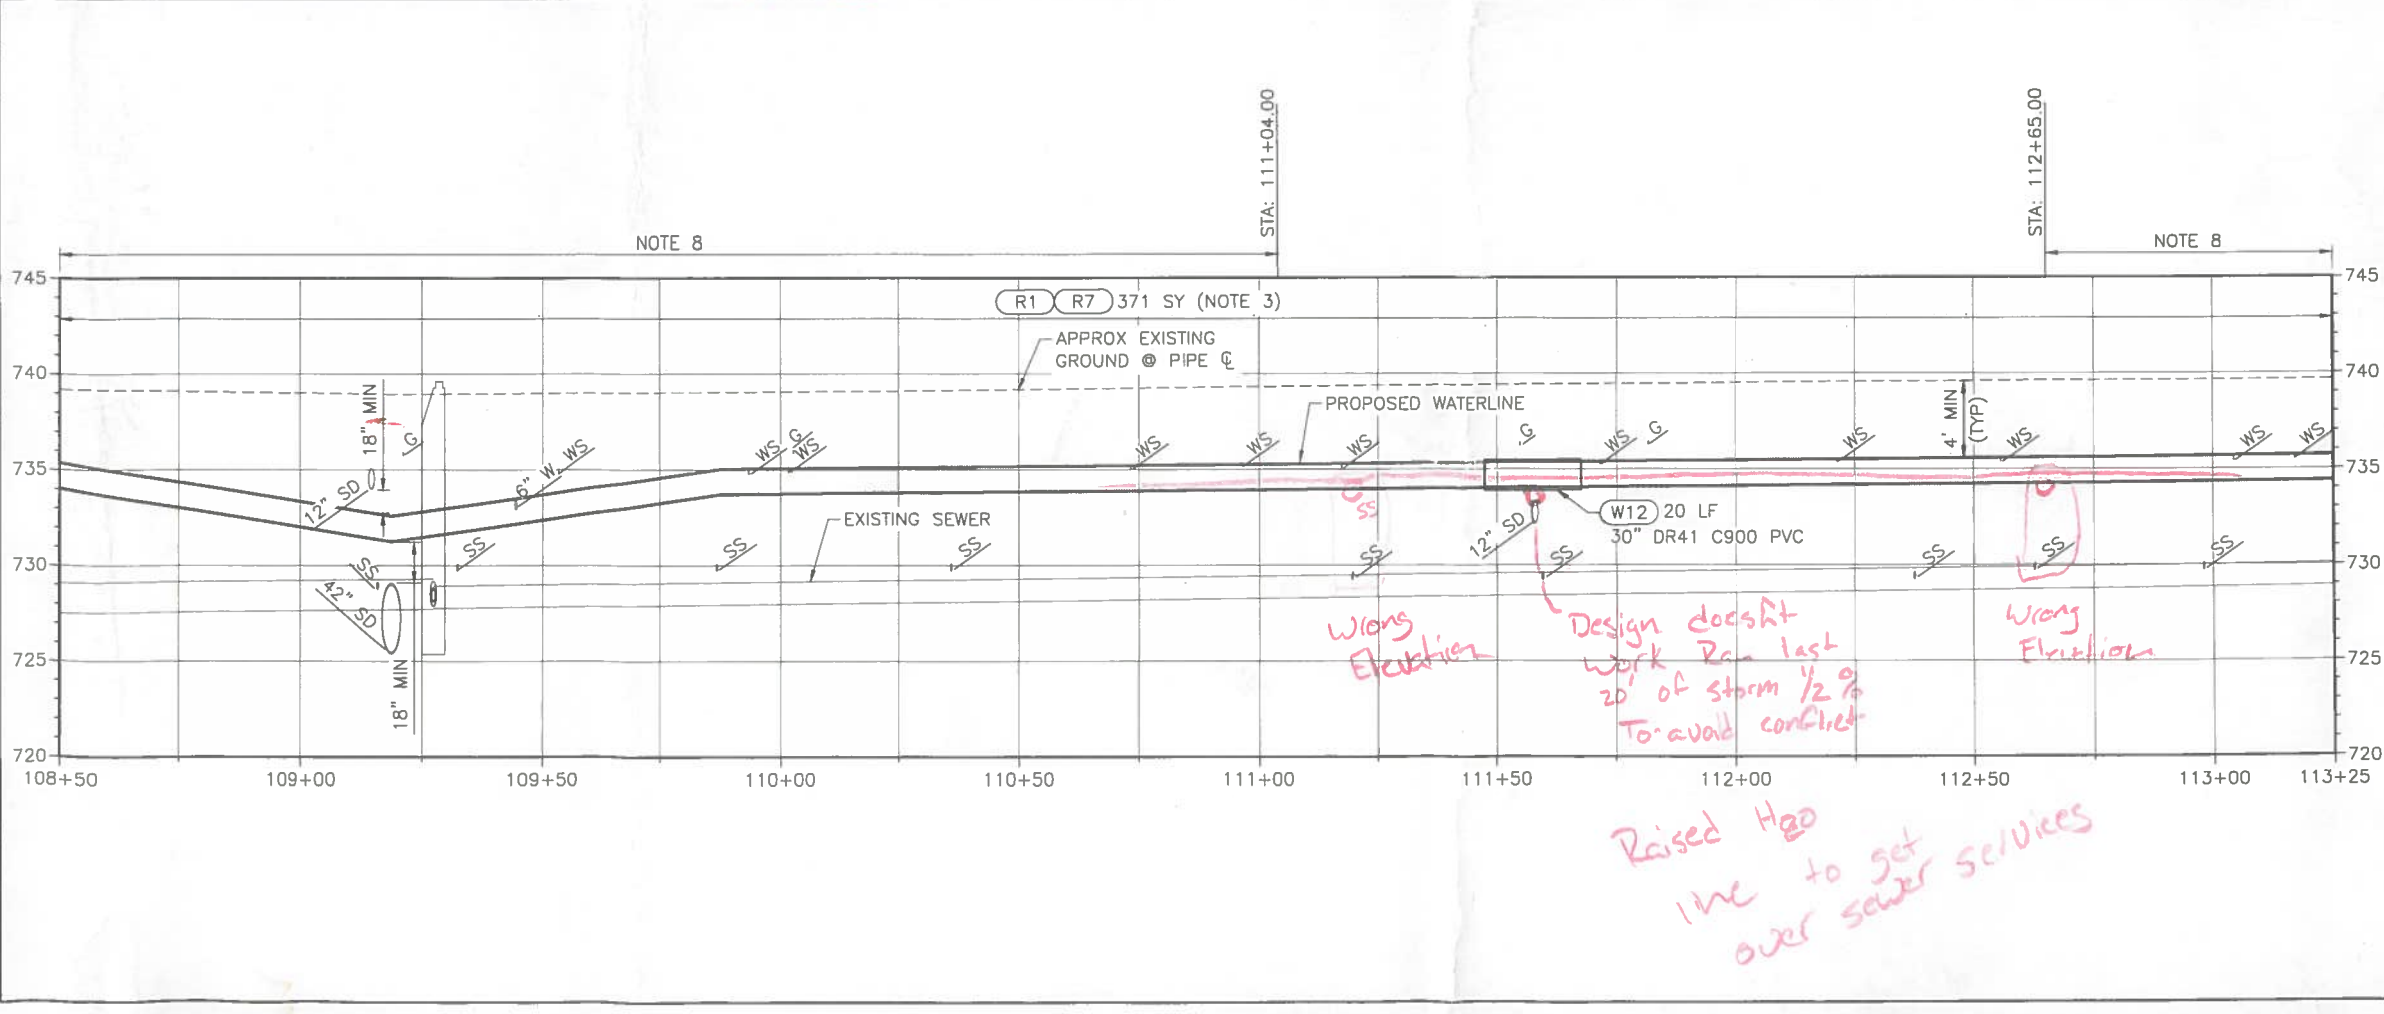 STA: 111+04.00
STA: 112+65.00
NOTE 8
NOTE 8
745
745
R1 R7 371 SY (NOTE 3)
APPROX EXISTING
GROUND @ PIPE ℄
740
740
18" MIN
G
PROPOSED WATERLINE
4' MIN
(TYP)
WS
WS
G
WS
WS
WS
WS
G
WS
G
WS
WS
WS
WS
735
735
12" SD
6" W
SS
12" SD
W12 20 LF
30" DR41 C900 PVC
EXISTING SEWER
SS
SS
SS
SS
SS
SS
SS
SS
SS
730
730
42" SD
18" MIN
Wrong
Elevation
Design doesn't
work Ran last
20' of storm 1/2 %
To avoid conflict
Wrong
Elevation
725
725
720
720
108+50
109+00
109+50
110+00
110+50
111+00
111+50
112+00
112+50
113+00
113+25
Raised H2O
line to get
over sewer services